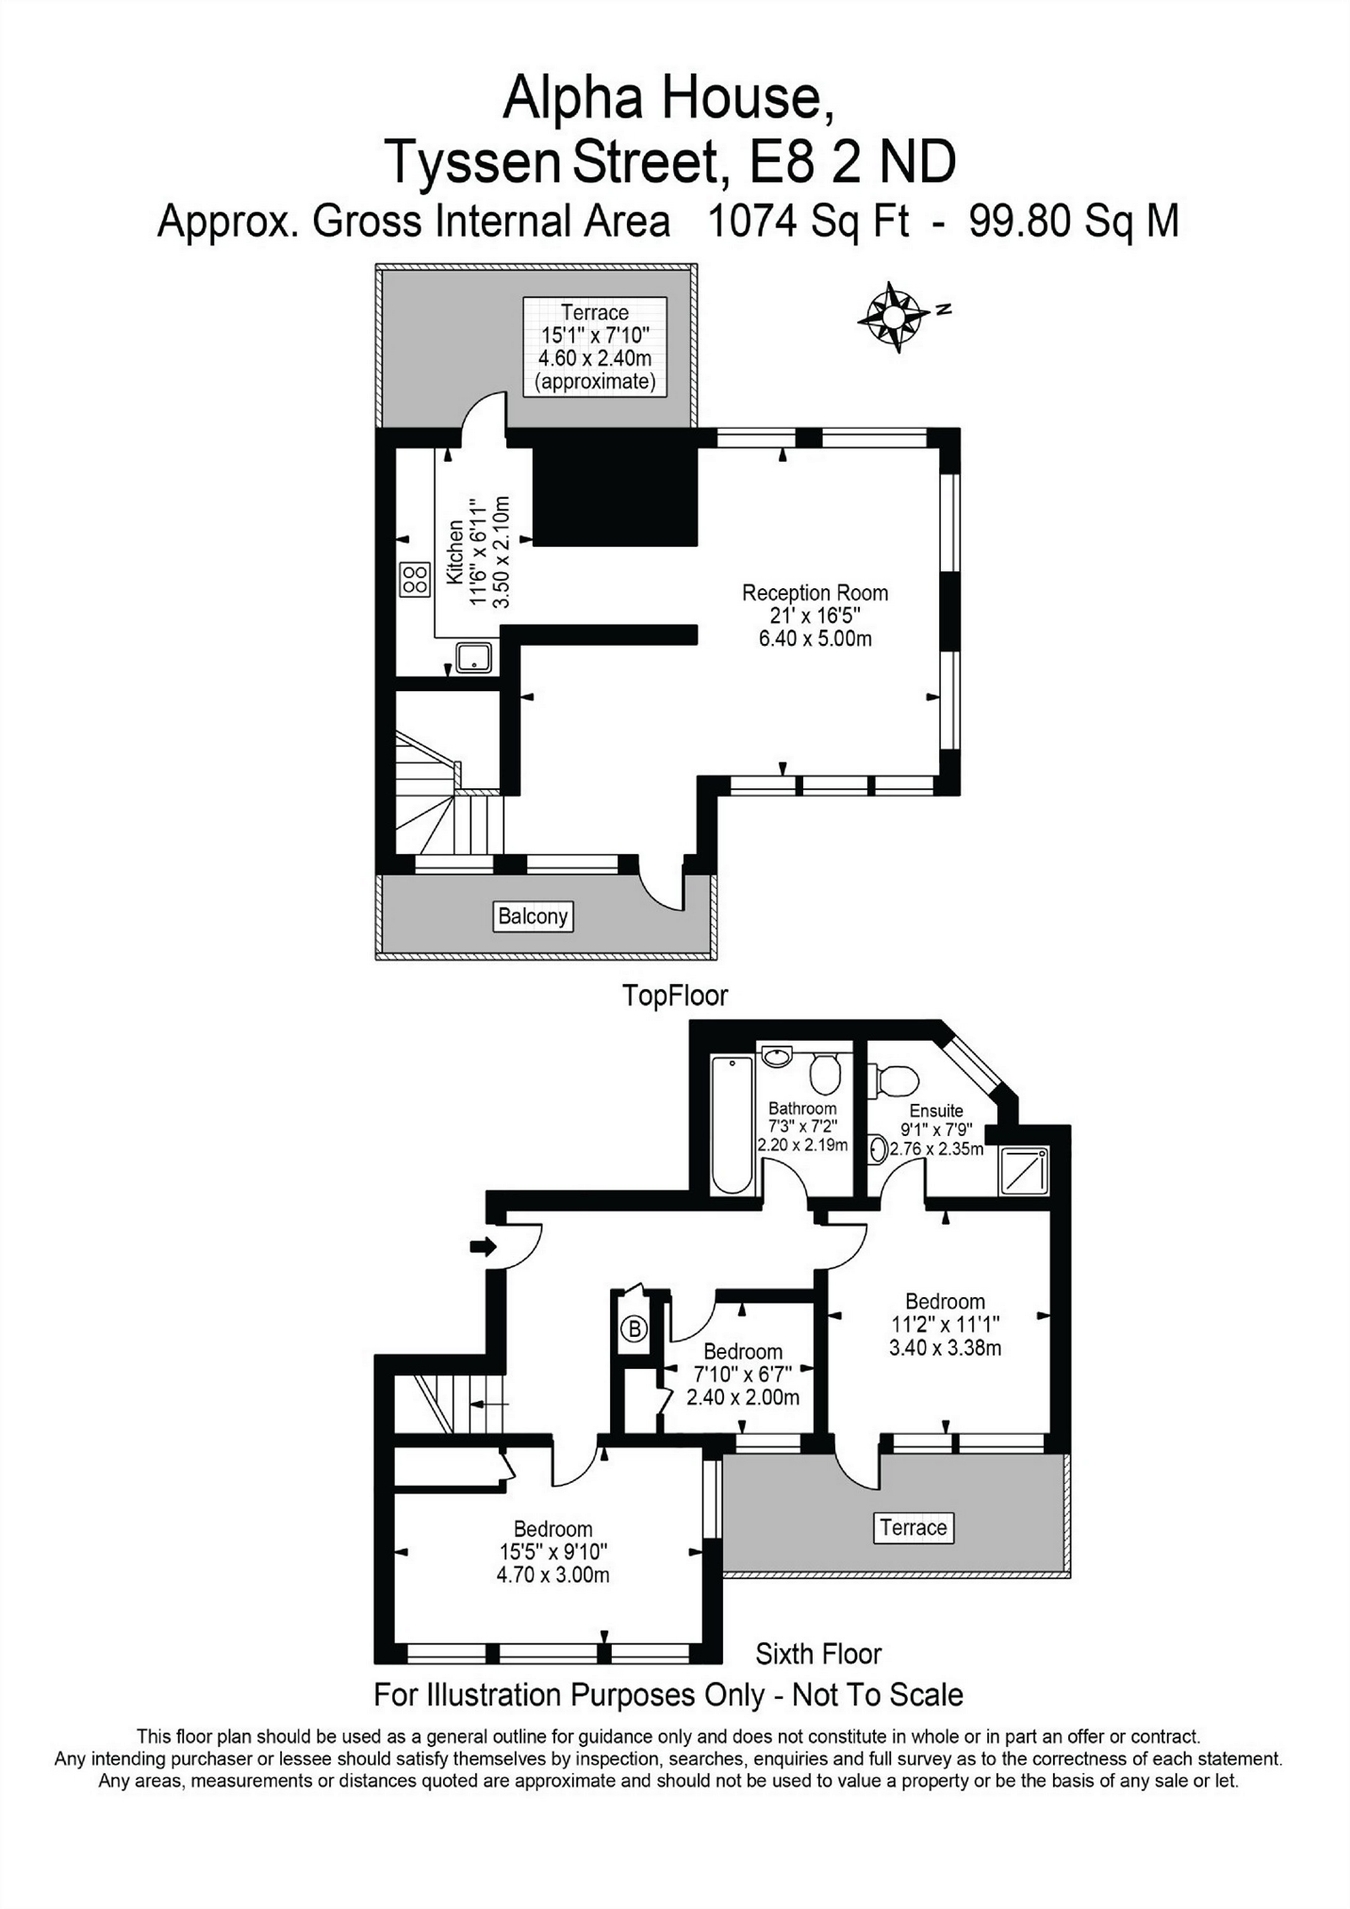 Alpha House,
Tyssen Street, E8 2 ND
Approx. Gross Internal Area 1074 Sq Ft - 99.80 Sq M
N
Terrace
15'1" x 7'10"
4.60 x 2.40m
(approximate)
Kitchen
11'6" x 6'11"
3.50 x 2.10m
Reception Room
21' x 16'5"
6.40 x 5.00m
Balcony
TopFloor
Bathroom
7'3" x 7'2"
2.20 x 2.19m
Ensuite
9'1" x 7'9"
2.76 x 2.35m
Bedroom
11'2" x 11'1"
3.40 x 3.38m
B
Bedroom
7'10" x 6'7"
2.40 x 2.00m
Bedroom
15'5" x 9'10"
4.70 x 3.00m
Terrace
Sixth Floor
For Illustration Purposes Only - Not To Scale
This floor plan should be used as a general outline for guidance only and does not constitute in whole or in part an offer or contract.
Any intending purchaser or lessee should satisfy themselves by inspection, searches, enquiries and full survey as to the correctness of each statement.
Any areas, measurements or distances quoted are approximate and should not be used to value a property or be the basis of any sale or let.